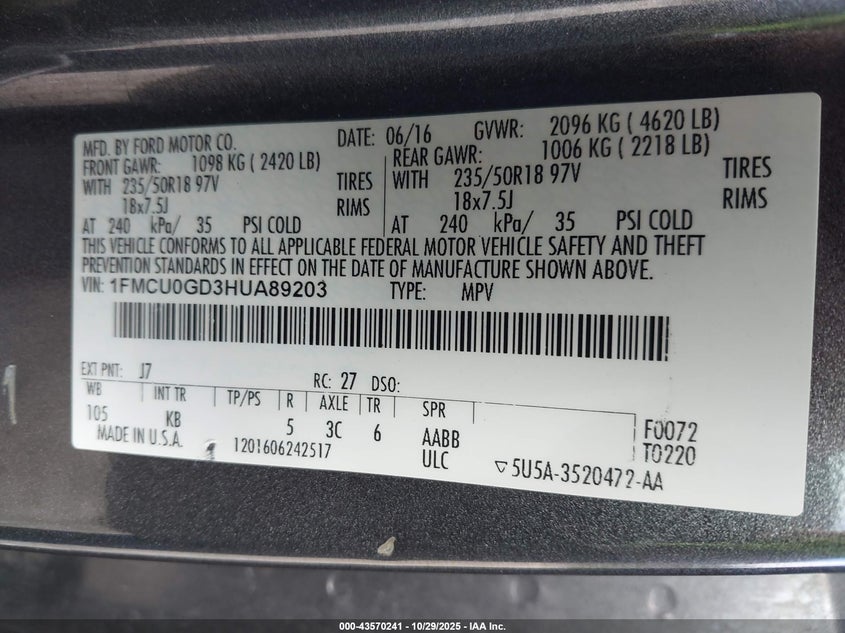 MFD. BY FORD MOTOR CO. DATE: 06/16 GVWR: 2096 KG ( 4620 LB)
FRONT GAWR: 1098 KG ( 2420 LB) REAR GAWR: 1006 KG ( 2218 LB)
WITH 235/50R18 97V TIRES WITH 235/50R18 97V TIRES
18x7.5J RIMS 18x7.5J RIMS
AT 240 kPa/ 35 PSI COLD AT 240 kPa/ 35 PSI COLD
THIS VEHICLE CONFORMS TO ALL APPLICABLE FEDERAL MOTOR VEHICLE SAFETY AND THEFT
PREVENTION STANDARDS IN EFFECT ON THE DATE OF MANUFACTURE SHOWN ABOVE.
VIN: 1FMCU0GD3HUA89203 TYPE: MPV
EXT PNT: J7 RC: 27 DSO:
WB INT TR TP/PS R AXLE TR SPR
105 KB 5 3C 6 AABB F0072
MADE IN U.S.A. 1201606242517 ULC 5U5A-3520472-AA T0220
000-43570241 - 10/29/2025 - IAA Inc.